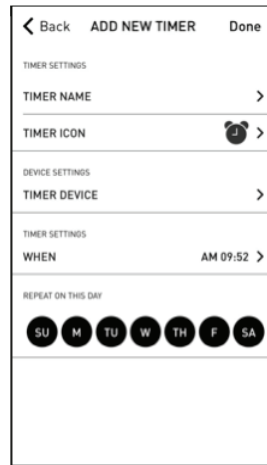 Back ADD NEW TIMER Done
TIMER SETTINGS
TIMER NAME
TIMER ICON
DEVICE SETTINGS
TIMER DEVICE
TIMER SETTINGS
WHEN AM 09:52
REPEAT ON THIS DAY
SU M TU W TH F SA